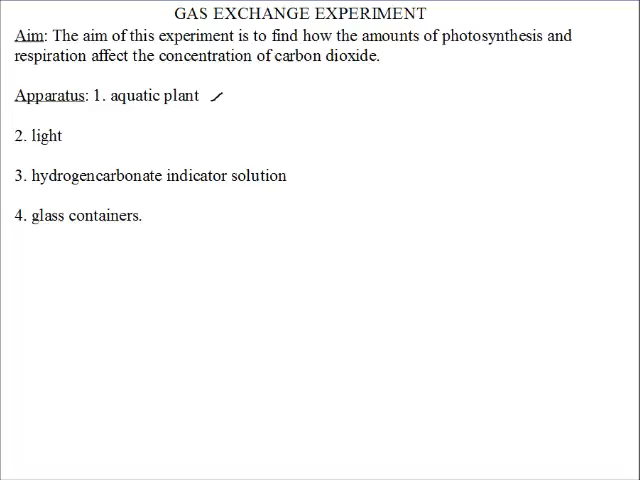 GAS EXCHANGE EXPERIMENT
Aim: The aim of this experiment is to find how the amounts of photosynthesis and
respiration affect the concentration of carbon dioxide.
Apparatus: 1. aquatic plant
2. light
3. hydrogencarbonate indicator solution
4. glass containers.